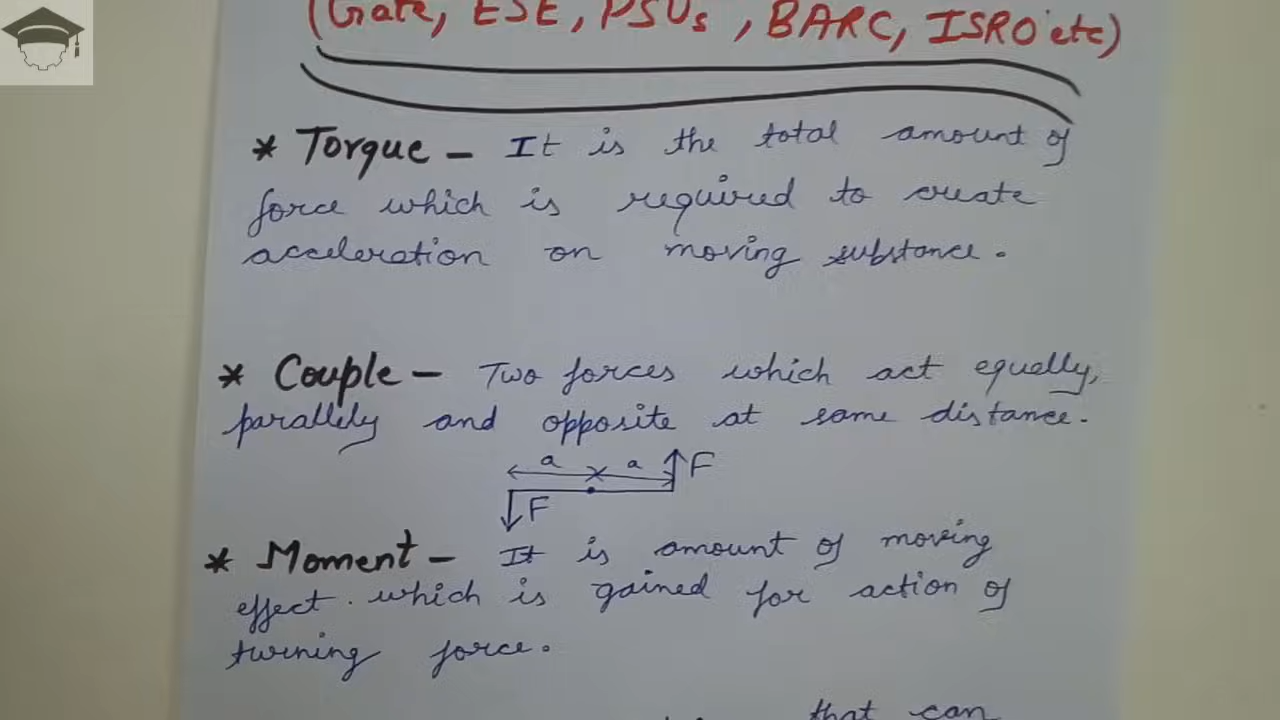 (Gate, ESE, PSUs, BARC, ISRO etc)
* Torque - It is the total amount of
force which is required to create
acceleration on moving substance.
* Couple - Two forces which act equally,
parallely and opposite at same distance.
a a F
F
* Moment - It is amount of moving
effect. which is gained for action of
turning force.
that can